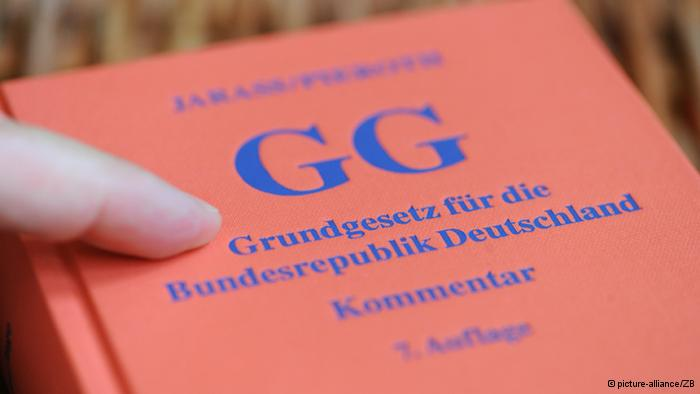 JARASS/PIEROTH
GG
Grundgesetz für die
Bundesrepublik Deutschland
Kommentar
7. Auflage
© picture-alliance/ZB